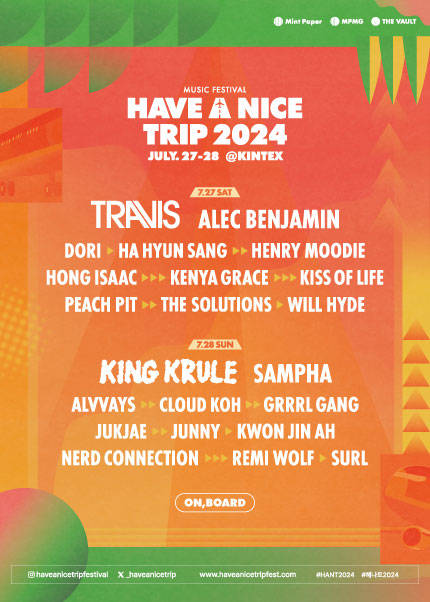 Mint Paper MPMG THE VAULT
MUSIC FESTIVAL
HAVE A NICE
TRIP 2024
JULY. 27-28 @KINTEX
7.27 SAT
TRAVIS ALEC BENJAMIN
DORI HA HYUN SANG HENRY MOODIE
HONG ISAAC KENYA GRACE KISS OF LIFE
PEACH PIT THE SOLUTIONS WILL HYDE
7.28 SUN
KING KRULE SAMPHA
ALVVAYS CLOUD KOH GRRRL GANG
JUKJAE JUNNY KWON JIN AH
NERD CONNECTION REMI WOLF SURL
ON,BOARD
haveanicetripfestival X _haveanicetrip www.haveanicetripfest.com #HANT2024 #해나트2024